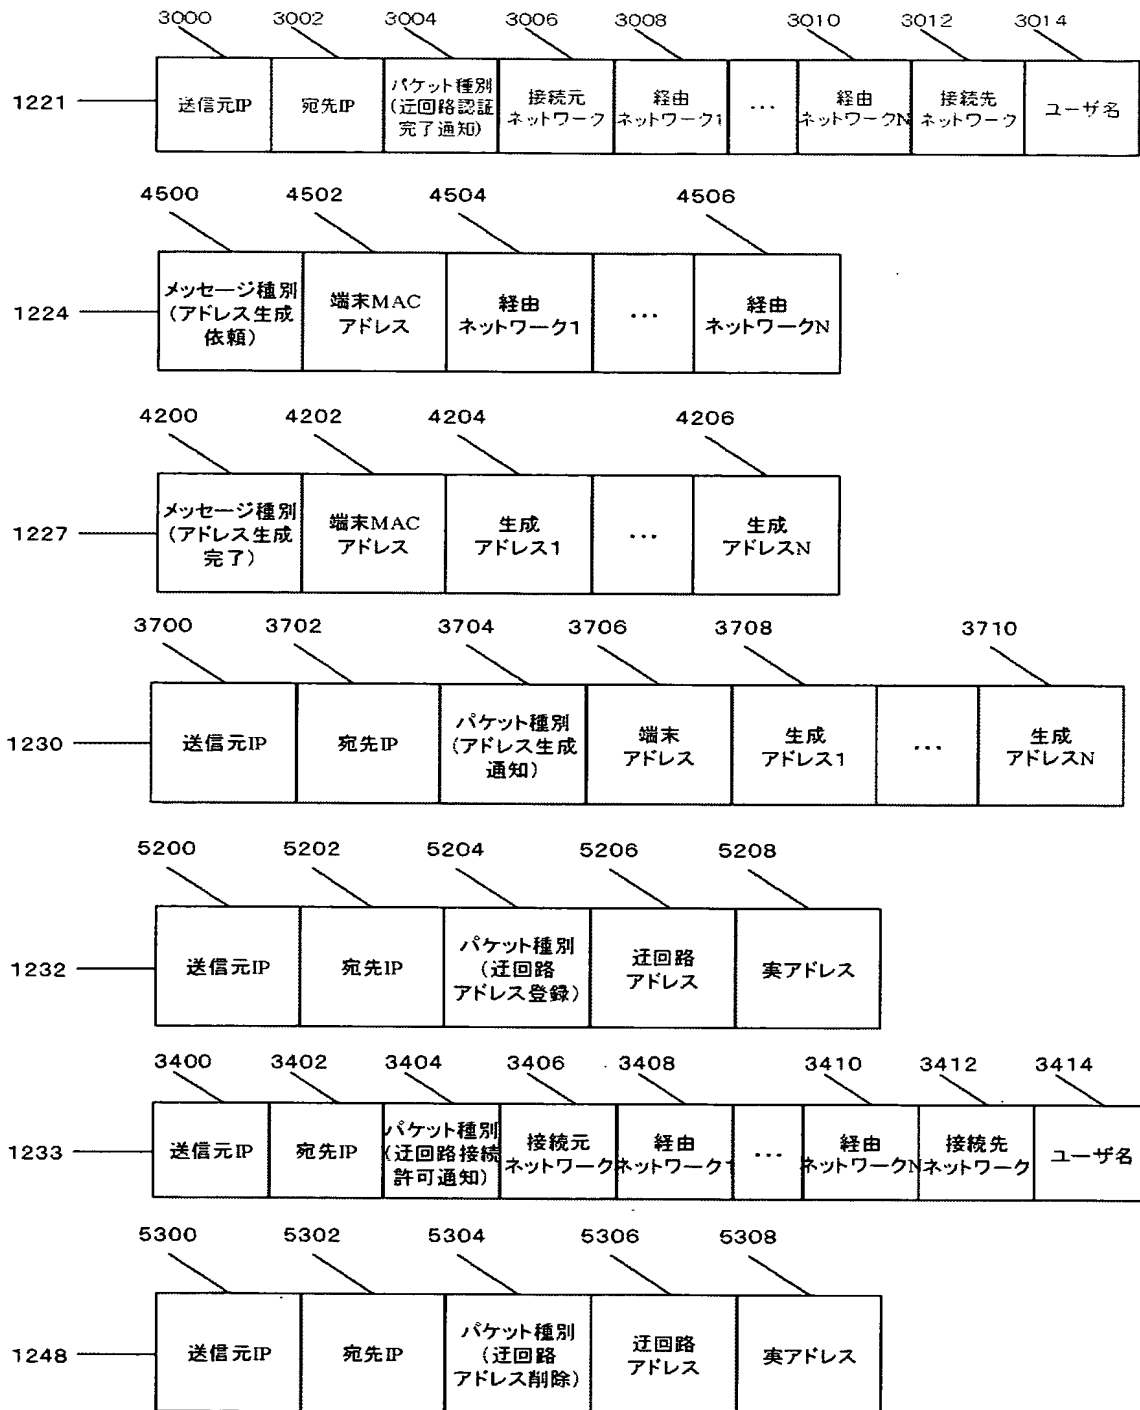 3000 3002 3004 3006 3008 3010 3012 3014
1221
送信元IP
宛先IP
パケット種別
(迂回路認証
完了通知)
接続元
ネットワーク
経由
ネットワーク1
...
経由
ネットワークN
接続先
ネットワーク
ユーザ名
4500 4502 4504 4506
1224
メッセージ種別
(アドレス生成
依頼)
端末MAC
アドレス
経由
ネットワーク1
...
経由
ネットワークN
4200 4202 4204 4206
1227
メッセージ種別
(アドレス生成
完了)
端末MAC
アドレス
生成
アドレス1
...
生成
アドレスN
3700 3702 3704 3706 3708 3710
1230
送信元IP
宛先IP
パケット種別
(アドレス生成
通知)
端末
アドレス
生成
アドレス1
...
生成
アドレスN
5200 5202 5204 5206 5208
1232
送信元IP
宛先IP
パケット種別
(迂回路
アドレス登録)
迂回路
アドレス
実アドレス
3400 3402 3404 3406 3408 3410 3412 3414
1233
送信元IP
宛先IP
パケット種別
(迂回路接続
許可通知)
接続元
ネットワーク
経由
ネットワーク1
...
経由
ネットワークN
接続先
ネットワーク
ユーザ名
5300 5302 5304 5306 5308
1248
送信元IP
宛先IP
パケット種別
(迂回路
アドレス削除)
迂回路
アドレス
実アドレス